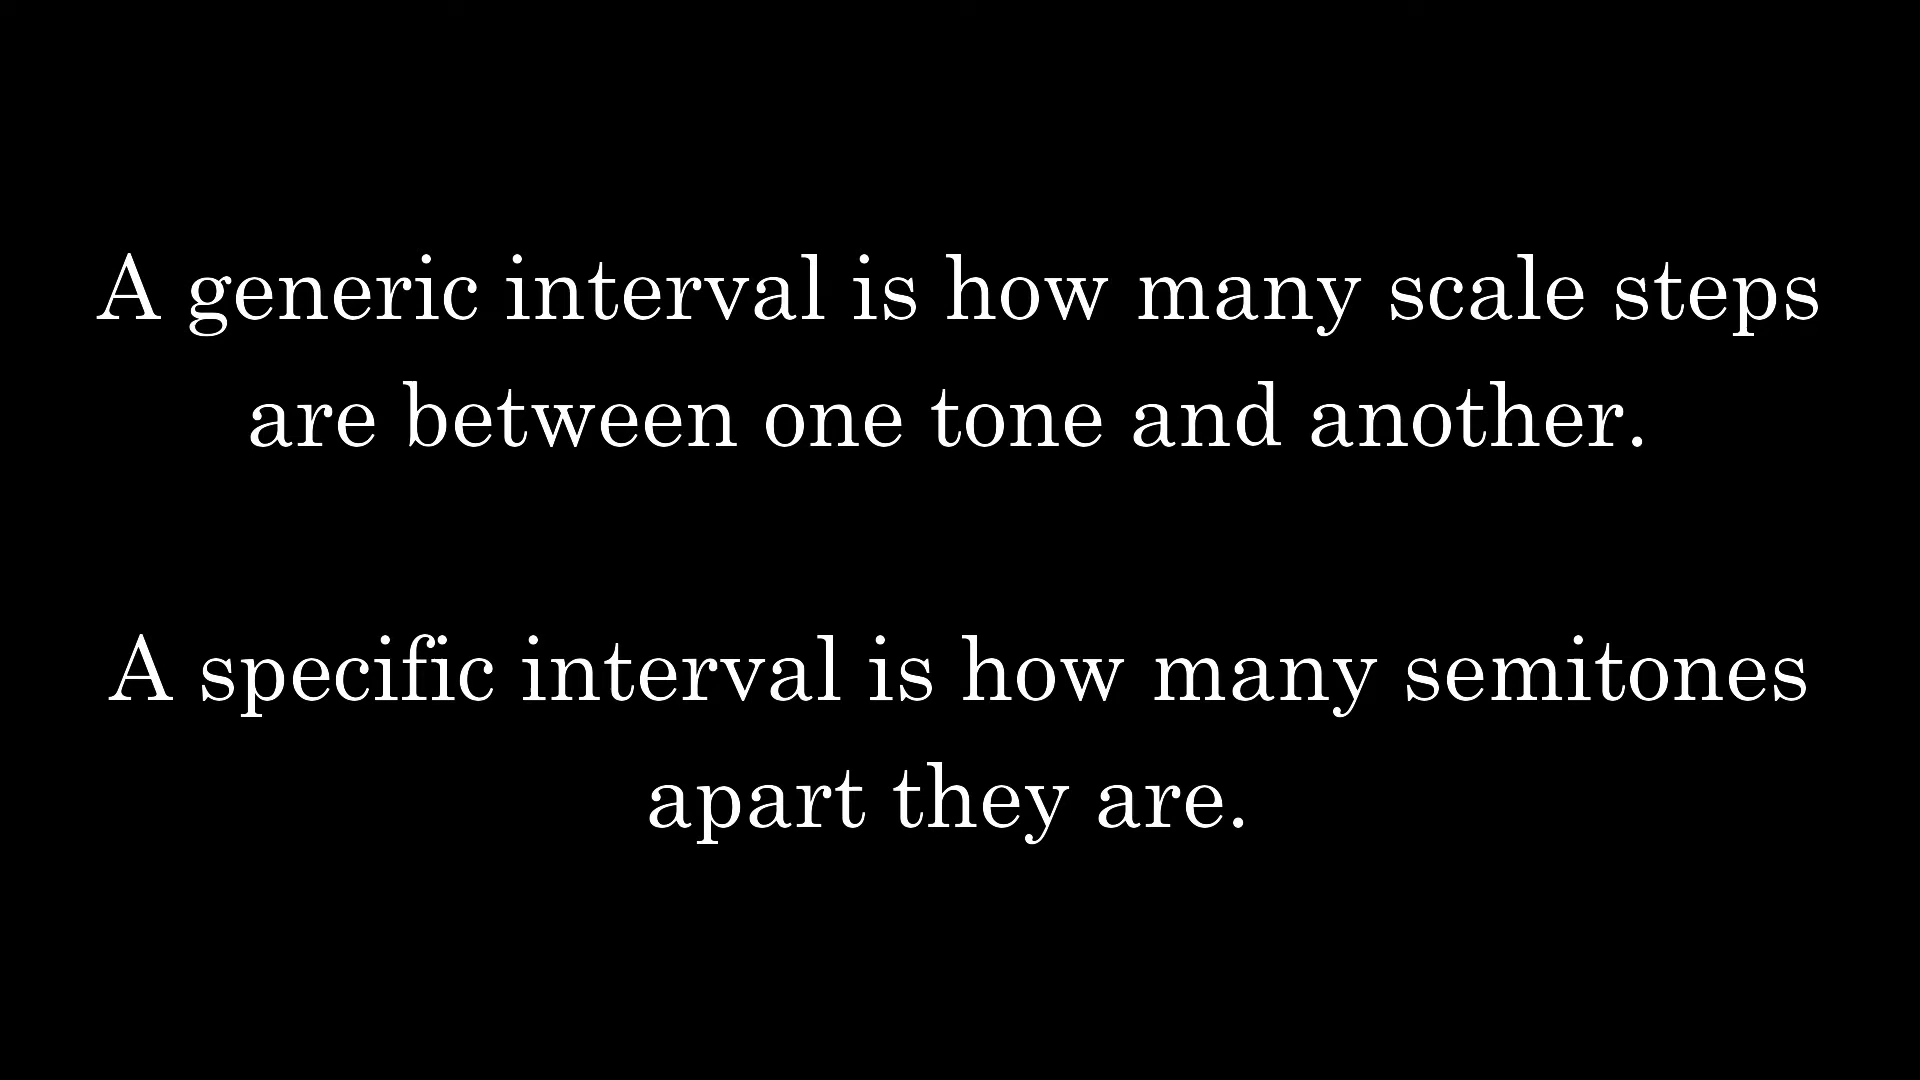 A generic interval is how many scale steps
are between one tone and another.
A specific interval is how many semitones
apart they are.